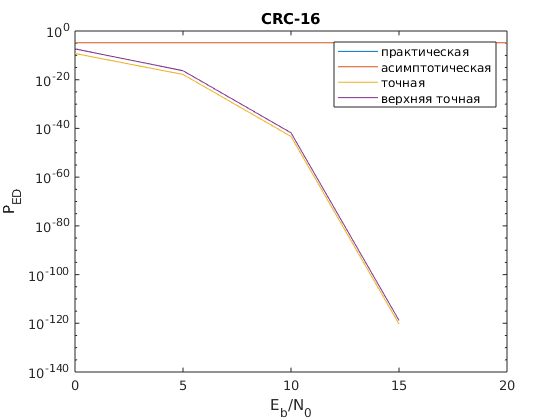 CRC-16
практическая
асимптотическая
точная
верхняя точная
10^0
10^-20
10^-40
10^-60
10^-80
10^-100
10^-120
10^-140
P_ED
0 5 10 15 20
E_b/N_0